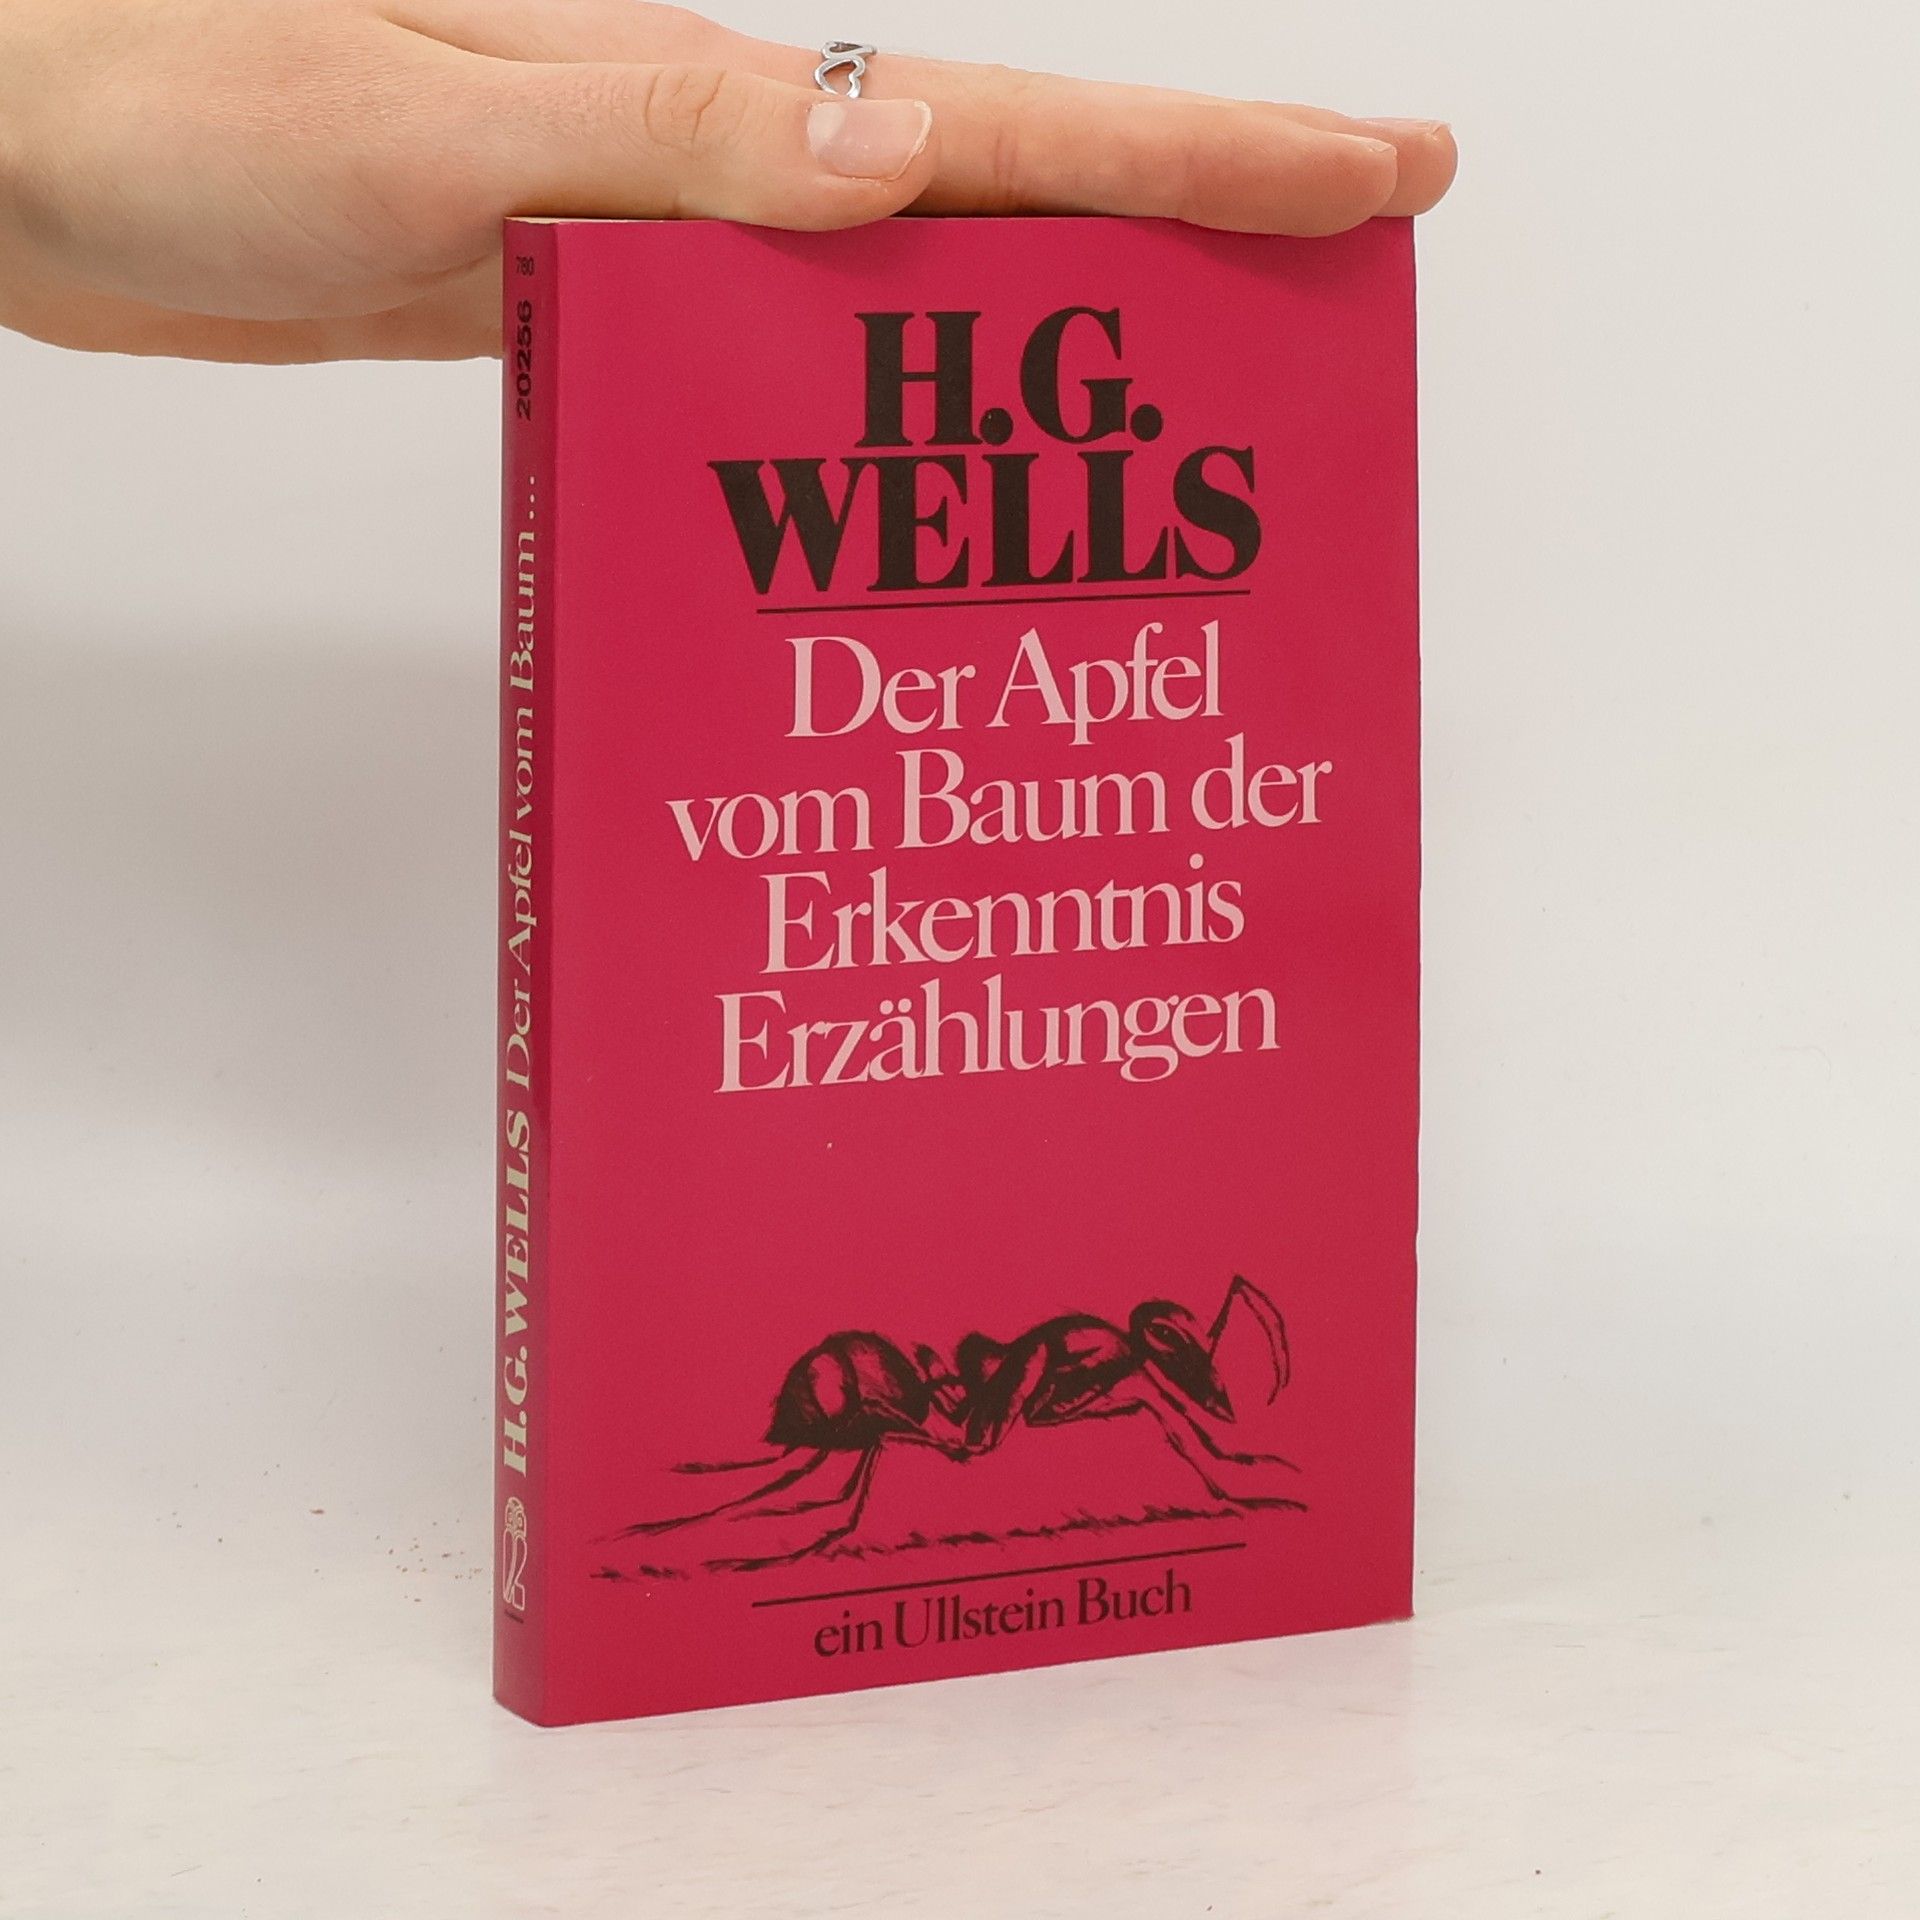 H.G.
WELLS
Der Apfel
vom Baum der
Erkenntnis
Erzählungen
ein Ullstein Buch
H.G. WELLS Der Apfel vom Baum ... 20256 780